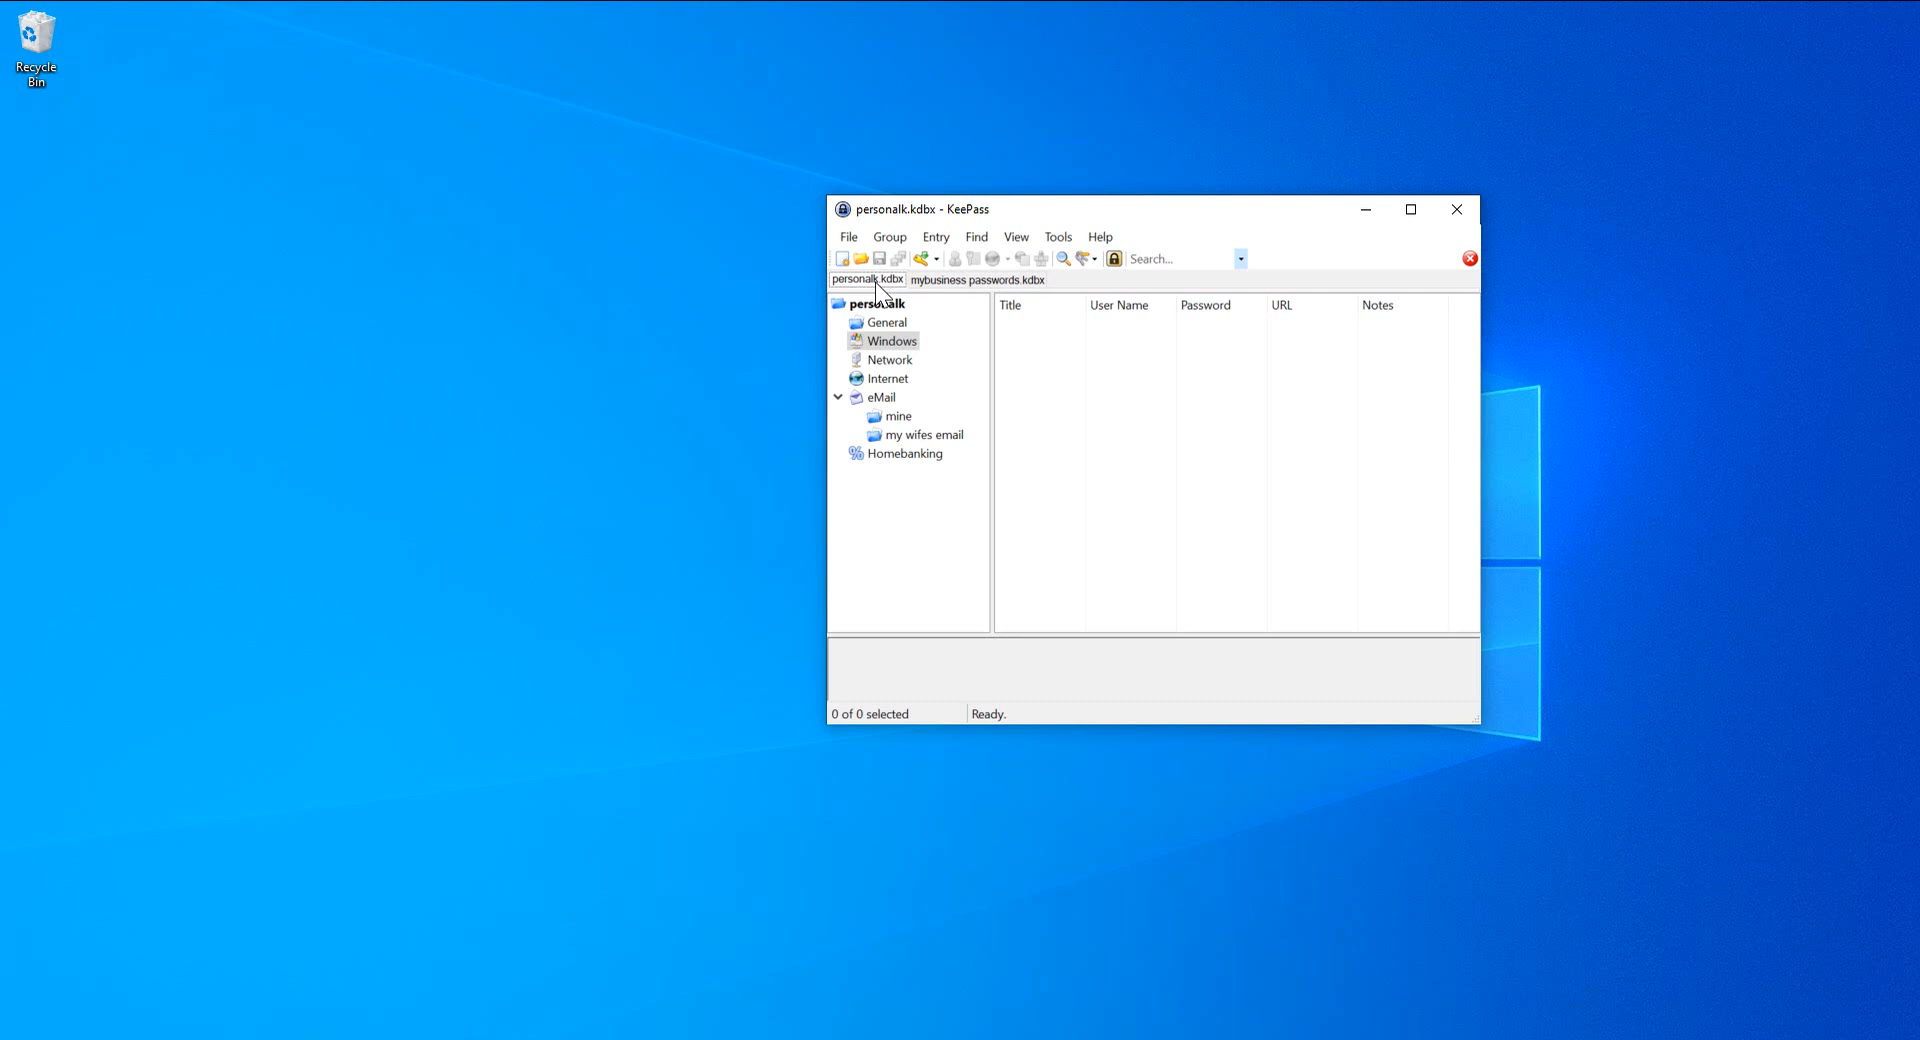 Recycle
Bin
personalk.kdbx - KeePass
File Group Entry Find View Tools Help
Search...
personalk.kdbx mybusiness passwords.kdbx
personalk
General
Windows
Network
Internet
eMail
mine
my wifes email
Homebanking
Title User Name Password URL Notes
0 of 0 selected Ready.